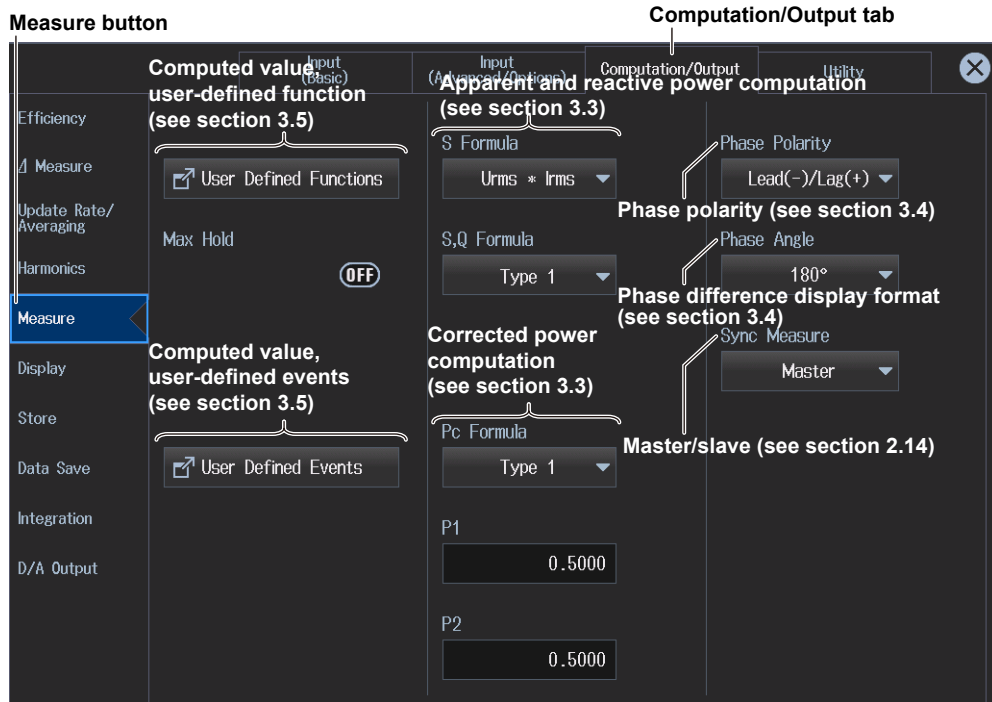 Measure button
Computation/Output tab
Input
(Basic)
Input
(Advanced/Options)
Computation/Output
Utility
Computed value,
user-defined function
(see section 3.5)
Apparent and reactive power computation
(see section 3.3)
Efficiency
⊿ Measure
Update Rate/
Averaging
Harmonics
Measure
Display
Store
Data Save
Integration
D/A Output
User Defined Functions
Max Hold
OFF
Computed value,
user-defined events
(see section 3.5)
User Defined Events
S Formula
Urms * Irms
S,Q Formula
Type 1
Corrected power
computation
(see section 3.3)
Pc Formula
Type 1
P1
0.5000
P2
0.5000
Phase Polarity
Lead(-)/Lag(+)
Phase polarity (see section 3.4)
Phase Angle
180°
Phase difference display format
(see section 3.4)
Sync Measure
Master
Master/slave (see section 2.14)